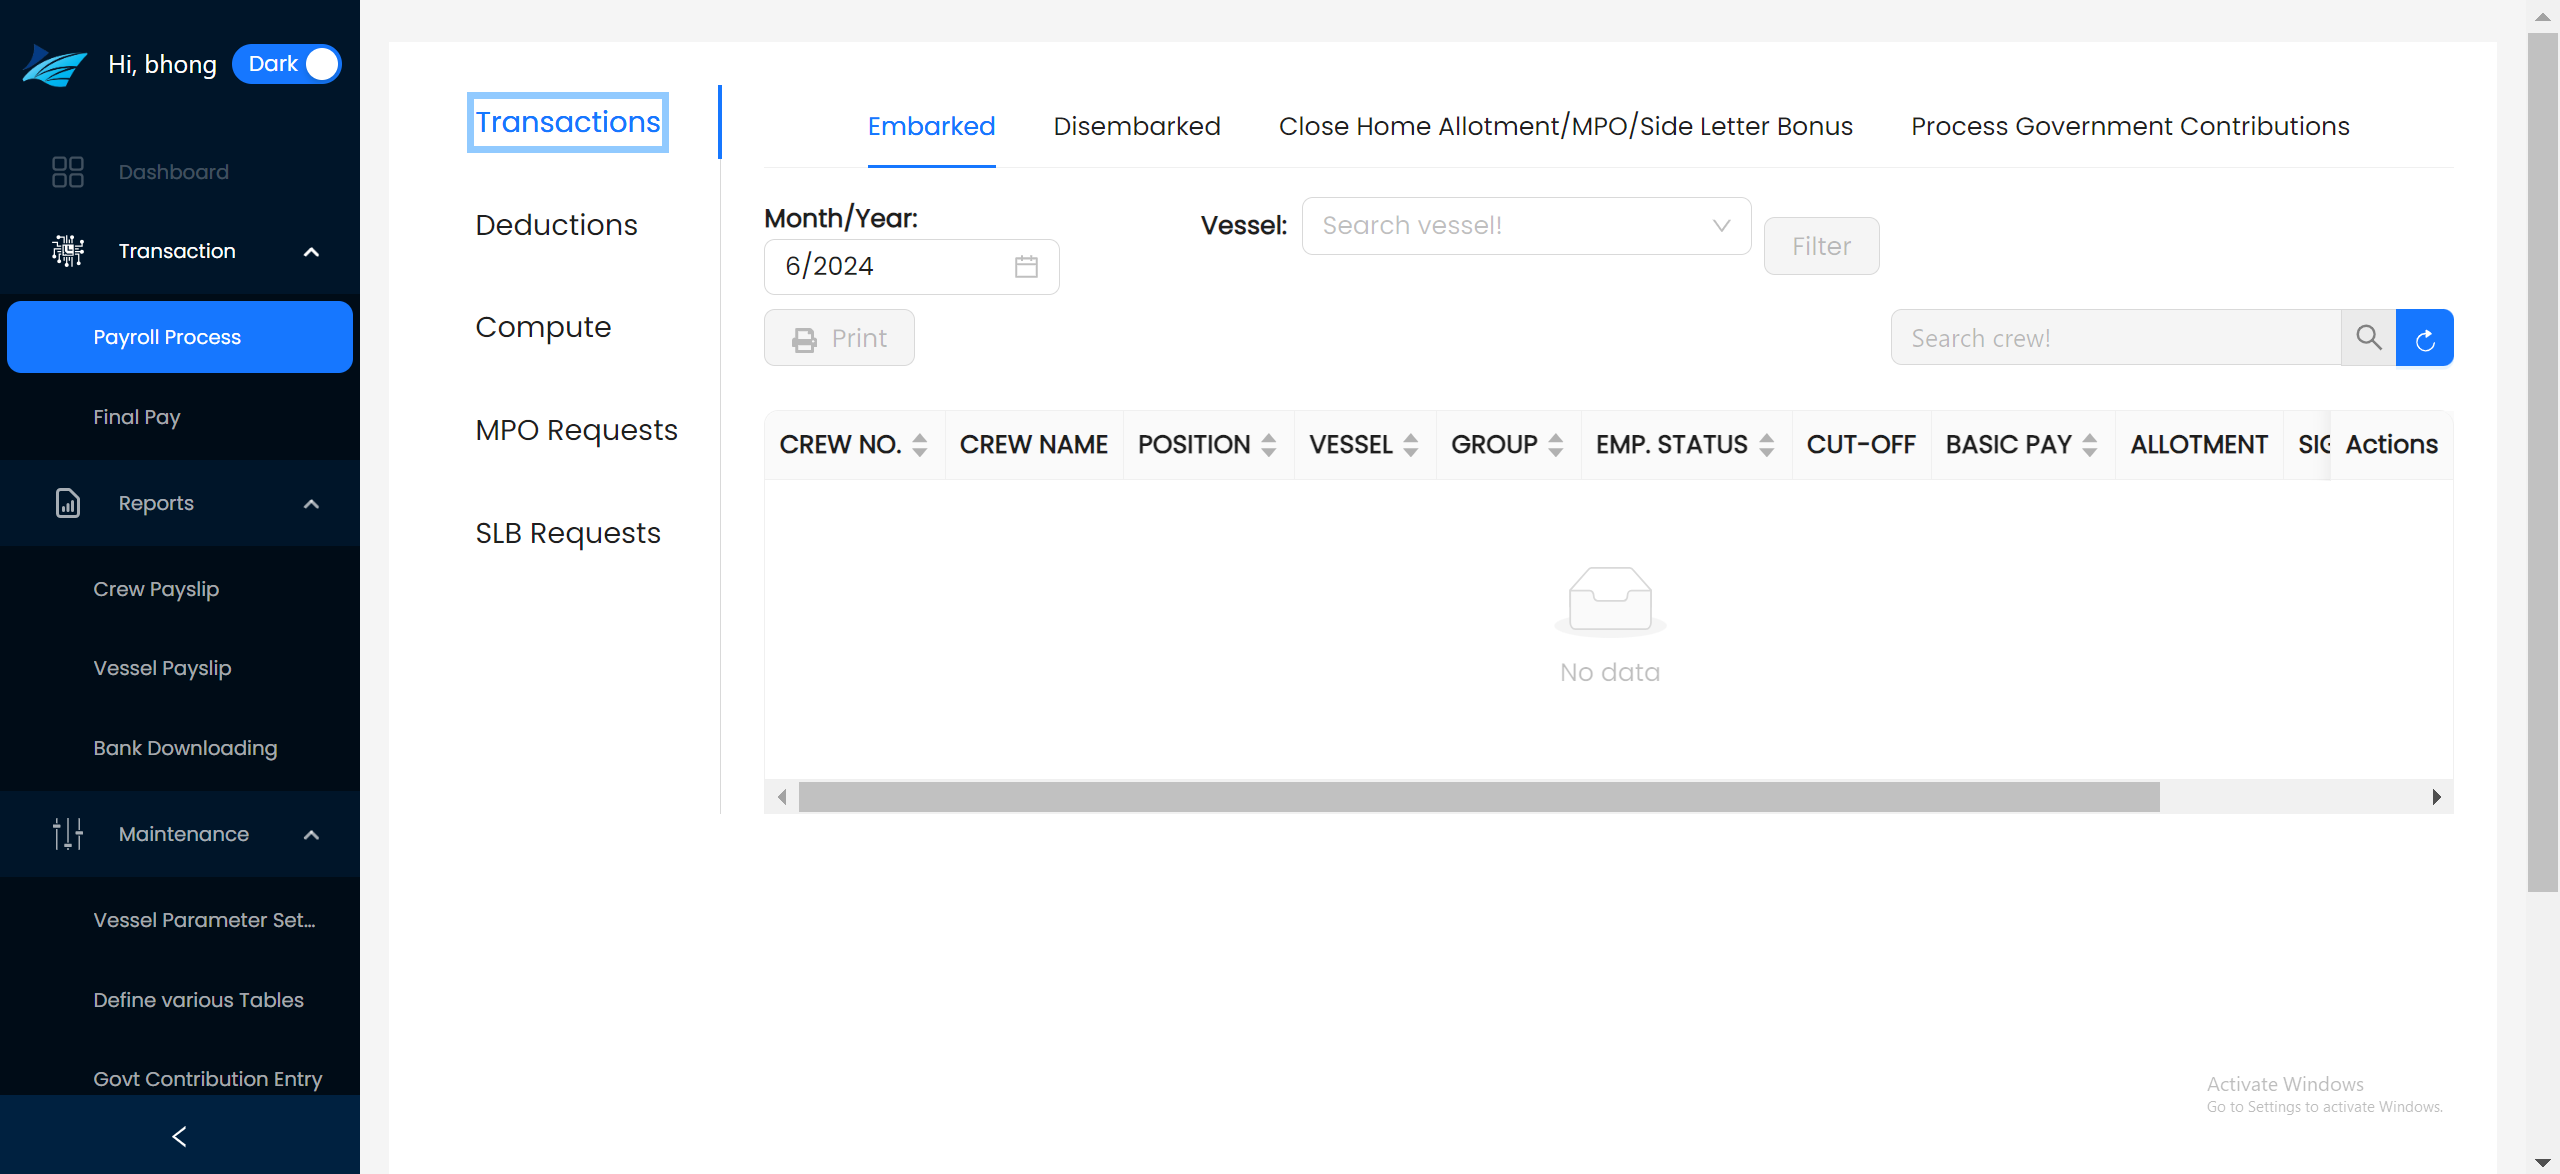 Hi, bhong
Dark
Dashboard
Transaction
Payroll Process
Final Pay
Reports
Crew Payslip
Vessel Payslip
Bank Downloading
Maintenance
Vessel Parameter Set...
Define various Tables
Govt Contribution Entry
Transactions
Deductions
Compute
MPO Requests
SLB Requests
Embarked Disembarked Close Home Allotment/MPO/Side Letter Bonus Process Government Contributions
Month/Year:
6/2024
Vessel: Search vessel!
Filter
Print
Search crew!
CREW NO. CREW NAME POSITION VESSEL GROUP EMP. STATUS CUT-OFF BASIC PAY ALLOTMENT SIG Actions
No data
Activate Windows
Go to Settings to activate Windows.